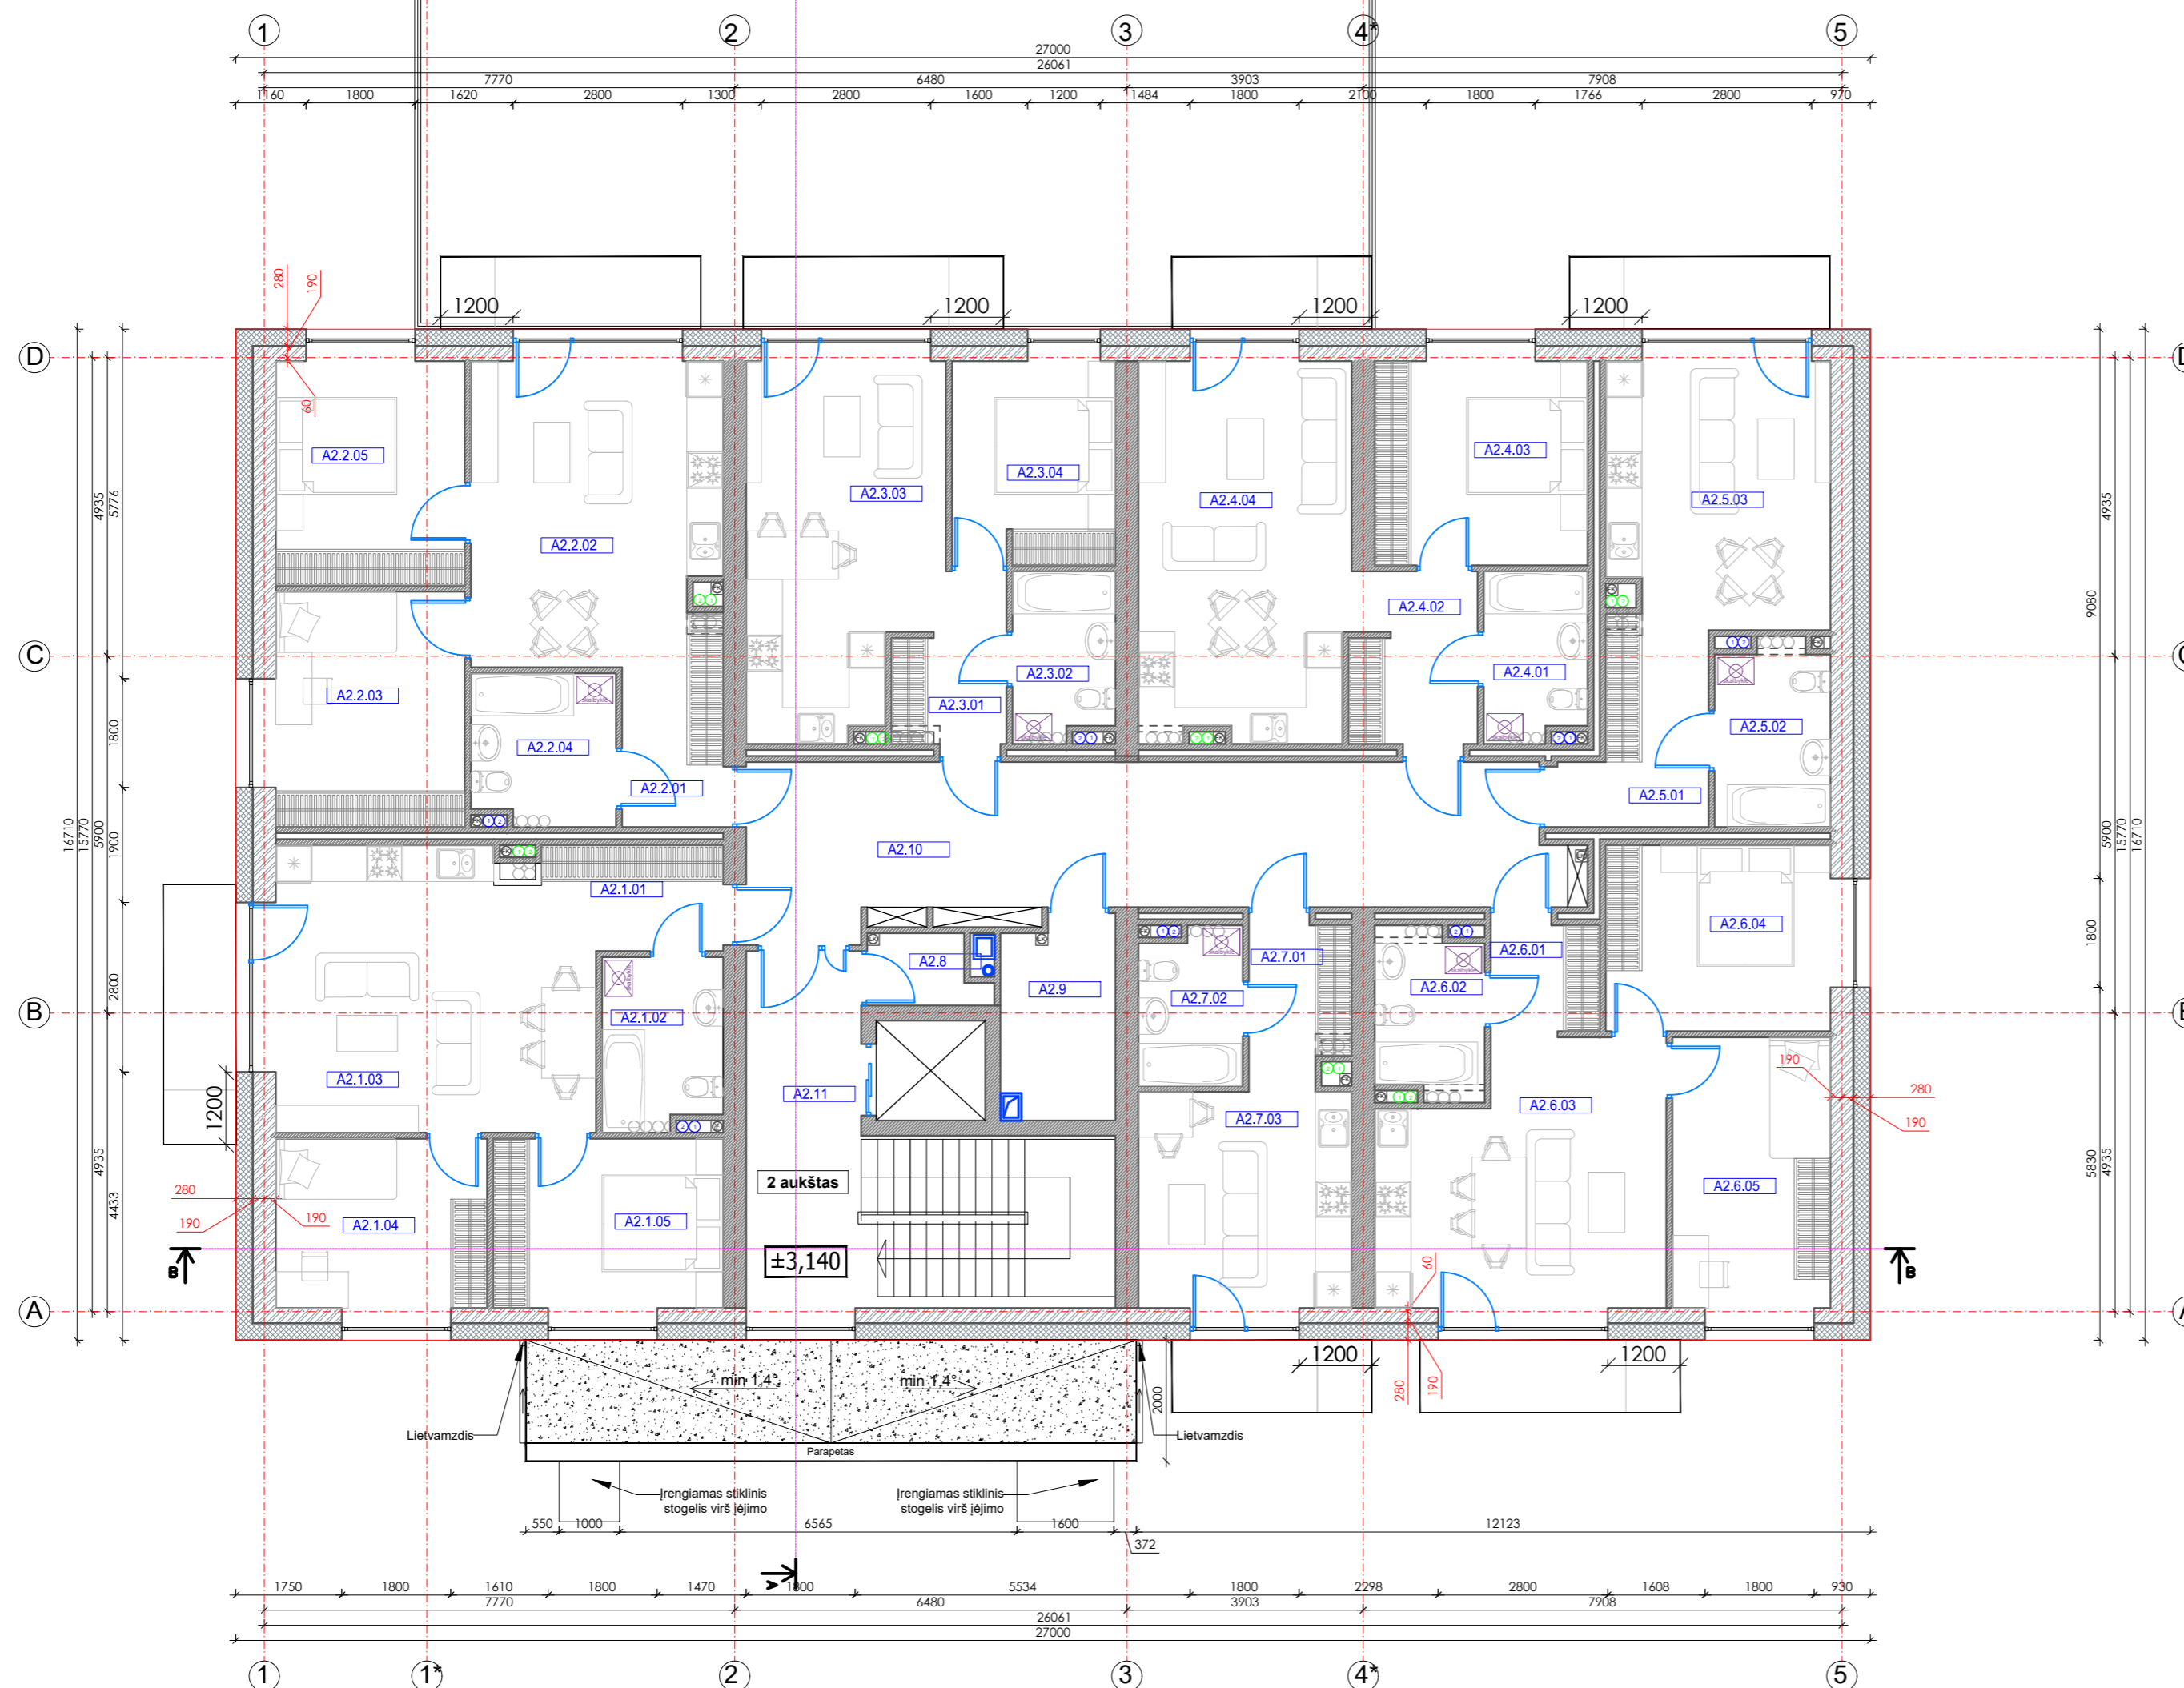 1 2 3 4* 5
27000
26061
7770 6480 3903 7908
1160 1800 1620 2800 1300 2800 1600 1200 1484 1800 2100 1800 1766 2800 970
280 190
1200 1200 1200 1200
D
60
A2.2.05 A2.3.04 A2.4.03
A2.3.03 A2.4.04 A2.5.03
4935 5776 4935
A2.2.02
A2.4.02
9080
C
A2.2.03 A2.3.02 A2.4.01
A2.3.01
A2.5.02
1800
A2.2.04
A2.2.01 A2.5.01
16710 15770 5900 1900
5900 15770 16710
A2.10
A2.1.01
A2.6.04
1800
A2.8 A2.7.01 A2.6.01
A2.9 A2.7.02 A2.6.02
2800
B
A2.1.02
A2.1.03 A2.11 A2.7.03 A2.6.03
190 280
190
1200
4935 4433
5830 4935
2 aukštas
A2.6.05
280
190 190
A2.1.04 A2.1.05
±3,140
60
B B
A
min 1,4° min 1,4°
1200 1200
280 190
2000
Lietvamzdis Lietvamzdis
Parapetas
Įrengiamas stiklinis
stogelis virš įėjimo
Įrengiamas stiklinis
stogelis virš įėjimo
550 1000 6565 1600 12123
372
A
1750 1800 1610 1800 1470 1800 5534 1800 2298 2800 1608 1800 930
7770 6480 3903 7908
26061
27000
1 1* 2 3 4* 5